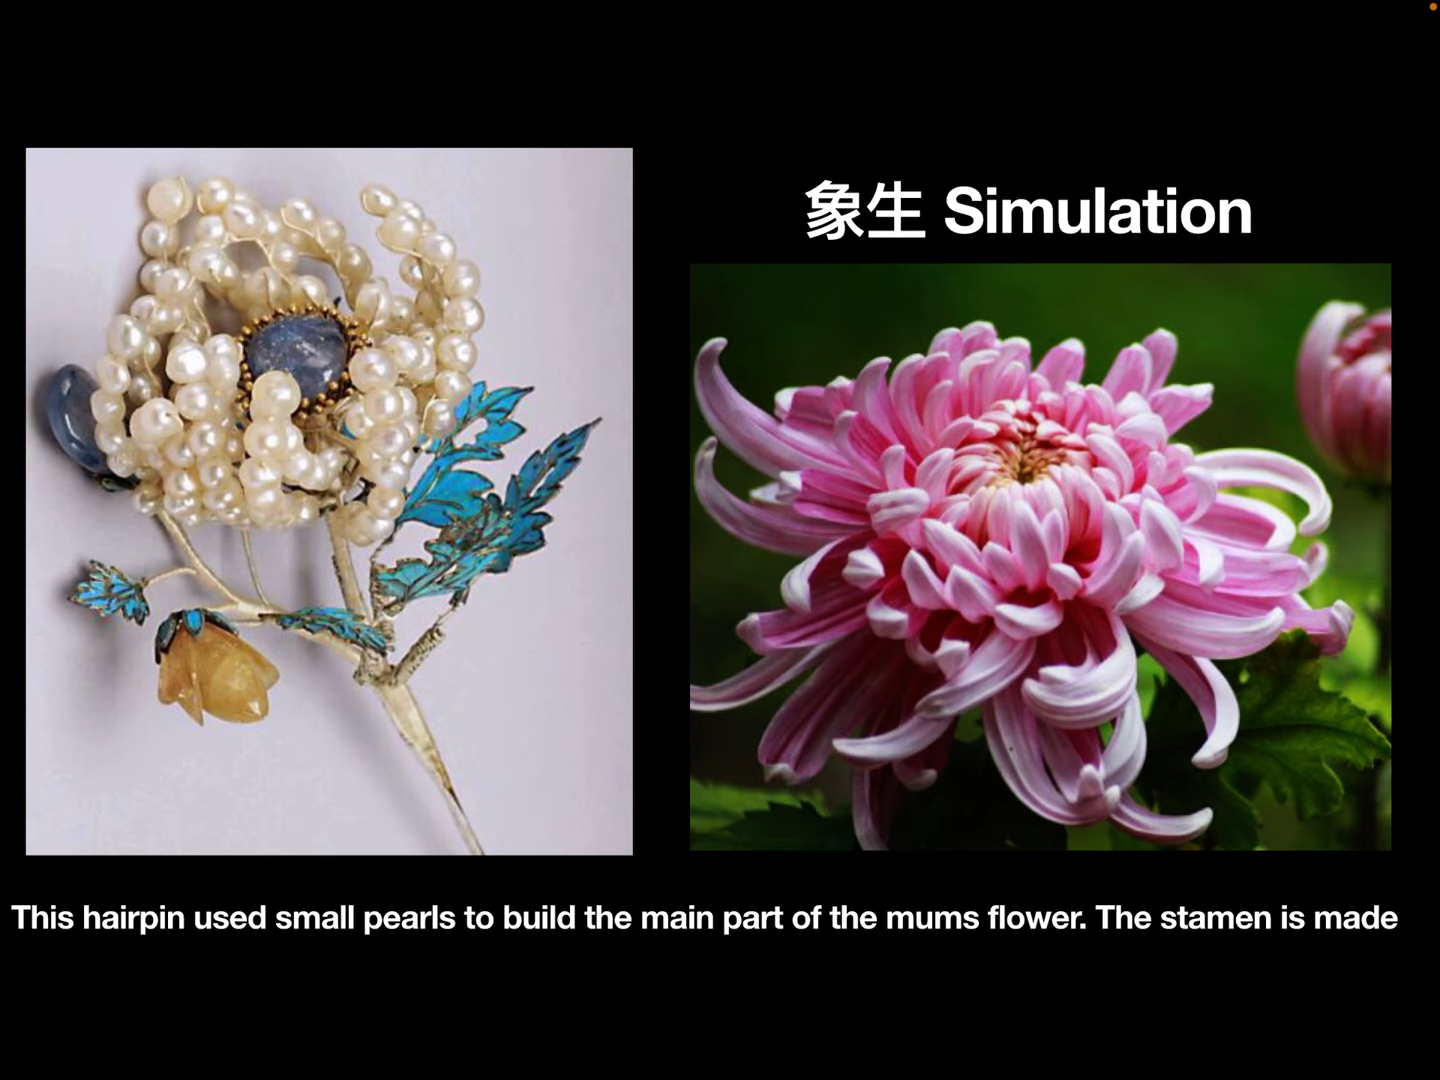 象生 Simulation
This hairpin used small pearls to build the main part of the mums flower. The stamen is made